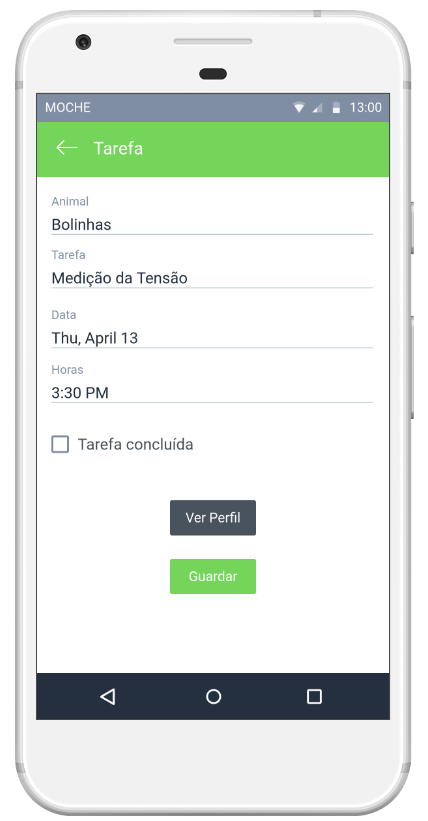 MOCHE 13:00
Tarefa
Animal
Bolinhas
Tarefa
Medição da Tensão
Data
Thu, April 13
Horas
3:30 PM
Tarefa concluída
Ver Perfil
Guardar